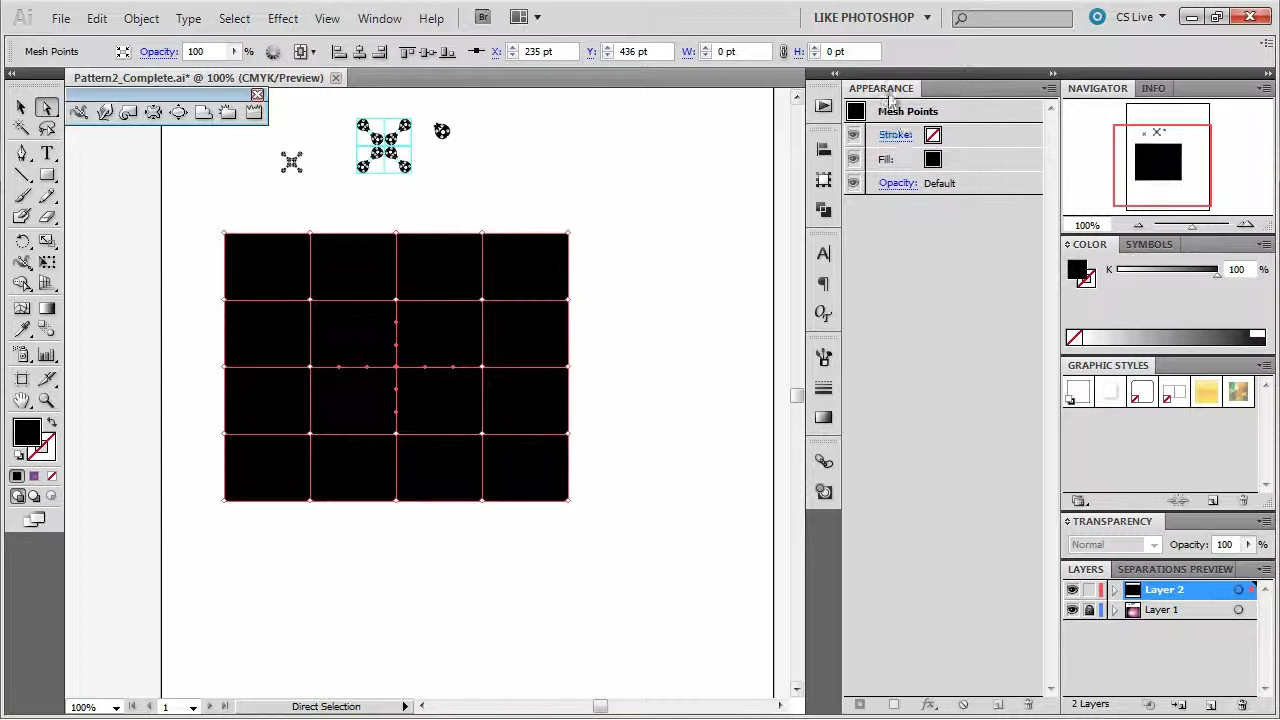 Ai File Edit Object Type Select Effect View Window Help Br LIKE PHOTOSHOP CS Live
Mesh Points Opacity: 100 % X: 235 pt Y: 436 pt W: 0 pt H: 0 pt
Pattern2_Complete.ai* @ 100% (CMYK/Preview)
APPEARANCE
Mesh Points
Stroke:
Fill:
Opacity: Default
NAVIGATOR INFO
100%
COLOR SYMBOLS
K 100 %
GRAPHIC STYLES
TRANSPARENCY
Normal Opacity: 100 %
LAYERS SEPARATIONS PREVIEW
Layer 2
Layer 1
2 Layers
100% 1 Direct Selection